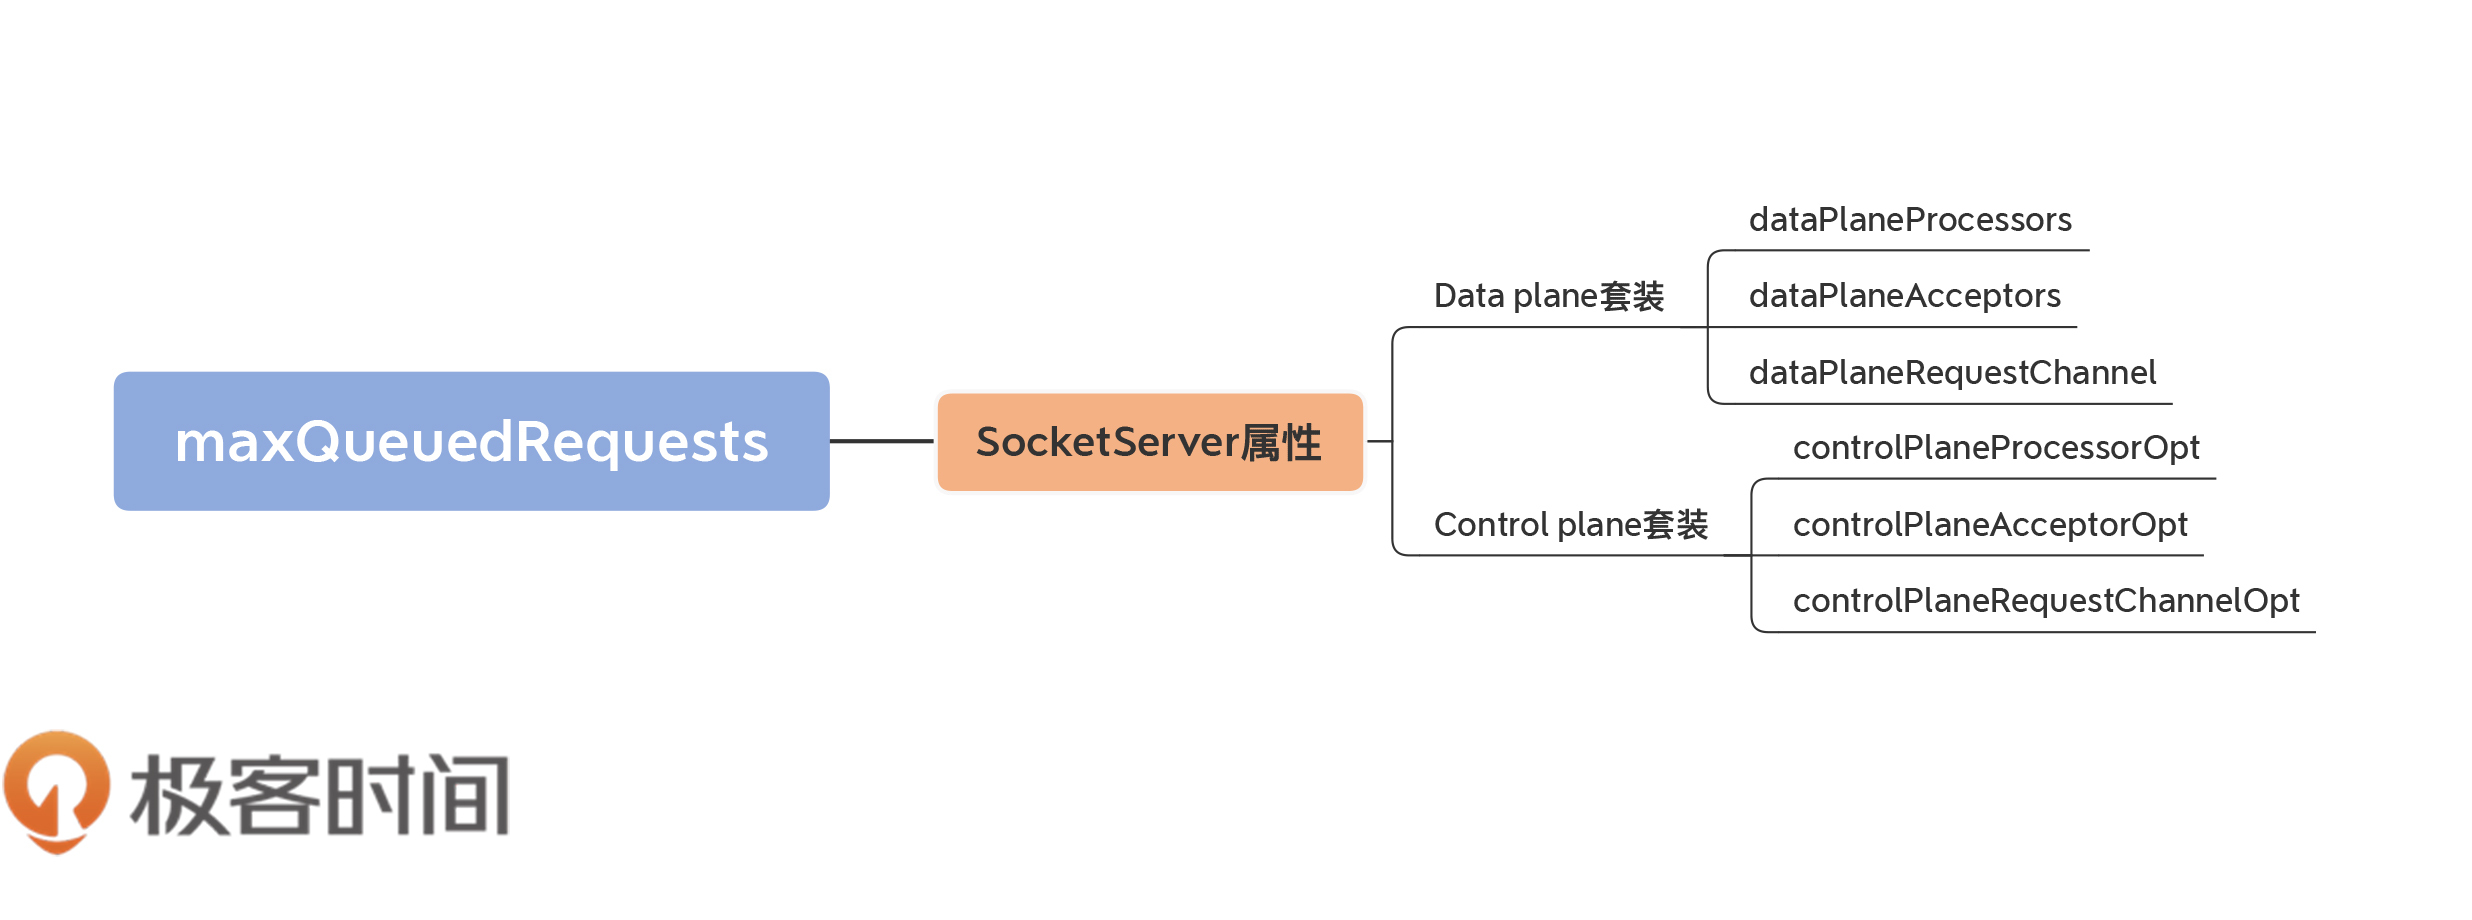 maxQueuedRequests
SocketServer属性
Data plane套装
dataPlaneProcessors
dataPlaneAcceptors
dataPlaneRequestChannel
Control plane套装
controlPlaneProcessorOpt
controlPlaneAcceptorOpt
controlPlaneRequestChannelOpt
极客时间